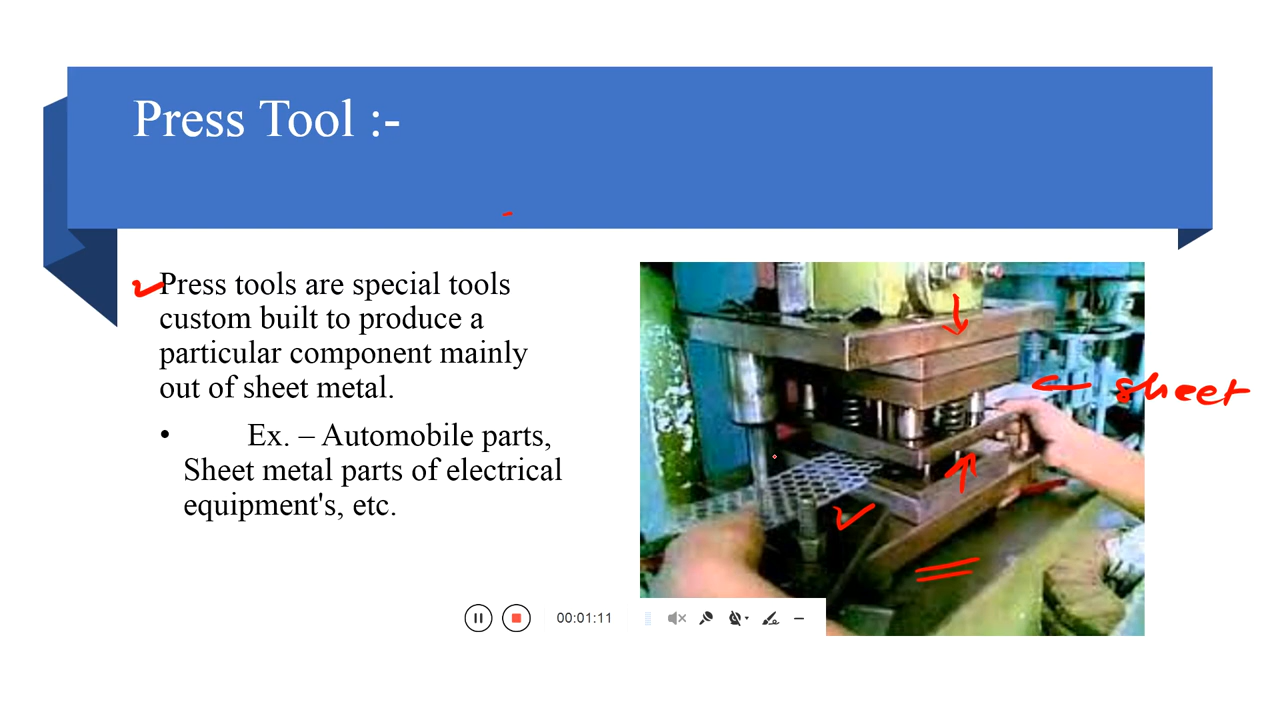 Press Tool :-
Press tools are special tools
custom built to produce a
particular component mainly
out of sheet metal.
• Ex. – Automobile parts,
Sheet metal parts of electrical
equipment's, etc.
sheet
00:01:11